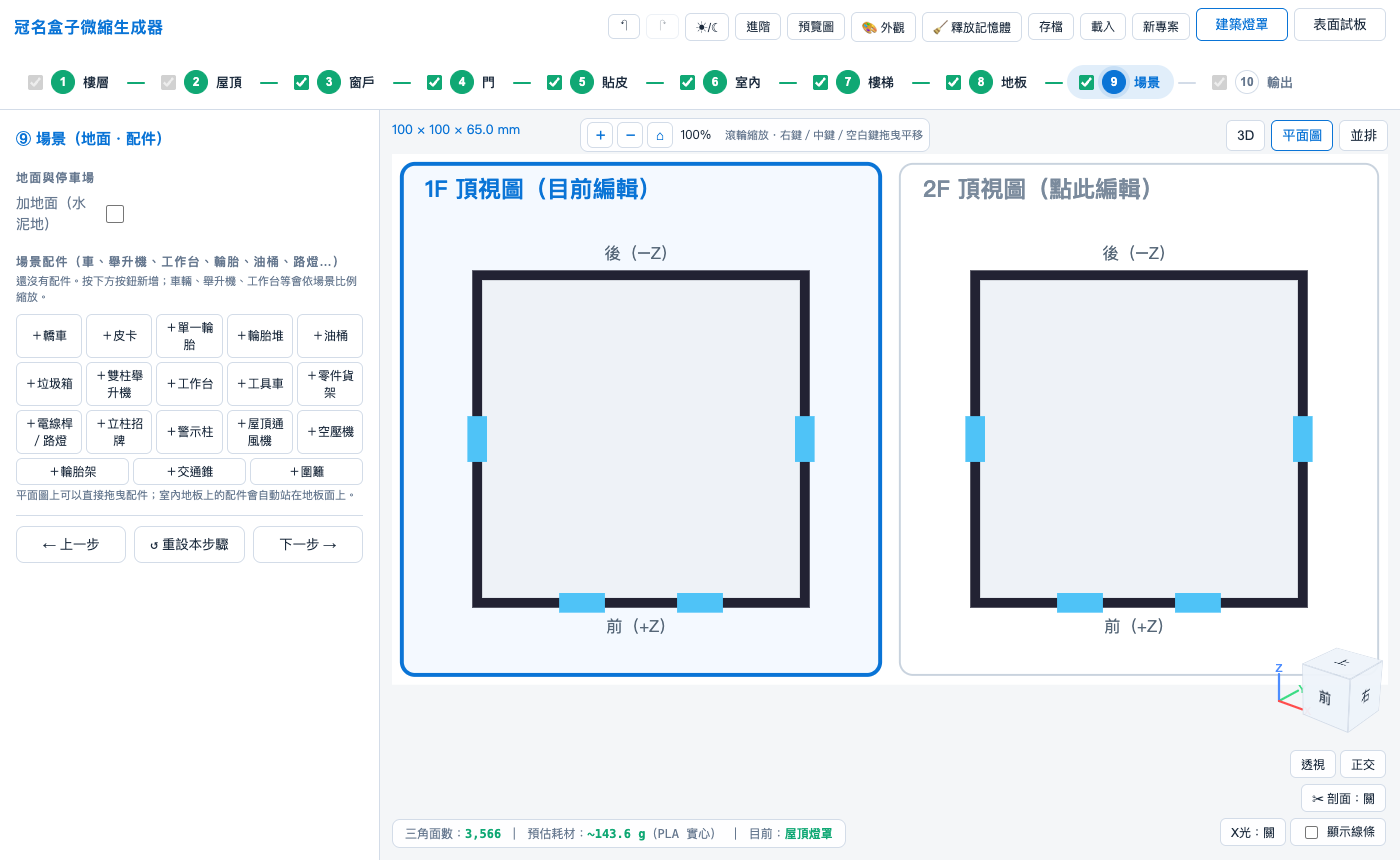 冠名盒子微縮生成器
☀/☾ 進階 預覽圖 🎨 外觀 🧹 釋放記憶體 存檔 載入 新專案 建築燈罩 表面試板
1 樓層 2 屋頂 3 窗戶 4 門 5 貼皮 6 室內 7 樓梯 8 地板 9 場景 10 輸出
⑨ 場景（地面 · 配件）
地面與停車場
加地面（水
泥地）
場景配件（車、舉升機、工作台、輪胎、油桶、路燈…）
還沒有配件。按下方按鈕新增；車輛、舉升機、工作台等會依場景比例
縮放。
＋轎車 ＋皮卡 ＋單一輪胎 ＋輪胎堆 ＋油桶
＋垃圾箱 ＋雙柱舉升機 ＋工作台 ＋工具車 ＋零件貨架
＋電線桿 / 路燈 ＋立柱招牌 ＋警示柱 ＋屋頂通風機 ＋空壓機
＋輪胎架 ＋交通錐 ＋圍籬
平面圖上可以直接拖曳配件；室內地板上的配件會自動站在地板面上。
← 上一步 ↺ 重設本步驟 下一步 →
100 × 100 × 65.0 mm
+ − ⌂ 100% 滾輪縮放 · 右鍵 / 中鍵 / 空白鍵拖曳平移
3D 平面圖 並排
1F 頂視圖（目前編輯）
後（−Z）
前（+Z）
2F 頂視圖（點此編輯）
後（−Z）
前（+Z）
Z
上
前
右
透視 正交
✂ 剖面：關
X光：關 顯示線條
三角面數：3,566 | 預估耗材：~143.6 g (PLA 實心) | 目前：屋頂燈罩